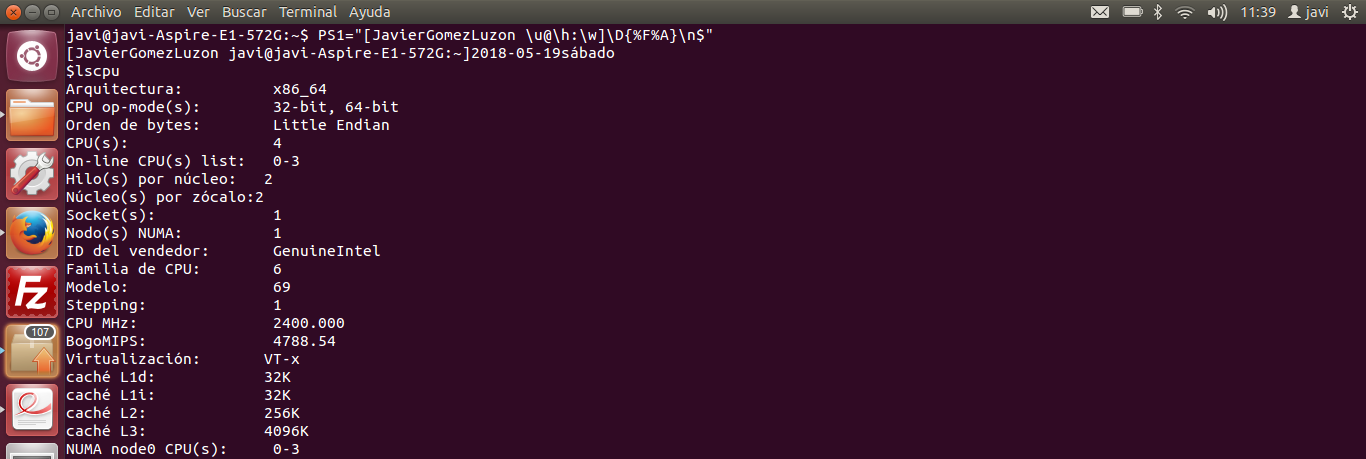 Archivo Editar Ver Buscar Terminal Ayuda 11:39 javi
javi@javi-Aspire-E1-572G:~$ PS1="[JavierGomezLuzon \u@\h:\w]\D{%F%A}\n$"
[JavierGomezLuzon javi@javi-Aspire-E1-572G:~]2018-05-19sábado
$lscpu
Arquitectura: x86_64
CPU op-mode(s): 32-bit, 64-bit
Orden de bytes: Little Endian
CPU(s): 4
On-line CPU(s) list: 0-3
Hilo(s) por núcleo: 2
Núcleo(s) por zócalo:2
Socket(s): 1
Nodo(s) NUMA: 1
ID del vendedor: GenuineIntel
Familia de CPU: 6
Modelo: 69
Stepping: 1
CPU MHz: 2400.000
BogoMIPS: 4788.54
Virtualización: VT-x
caché L1d: 32K
caché L1i: 32K
caché L2: 256K
caché L3: 4096K
NUMA node0 CPU(s): 0-3
Fz
107